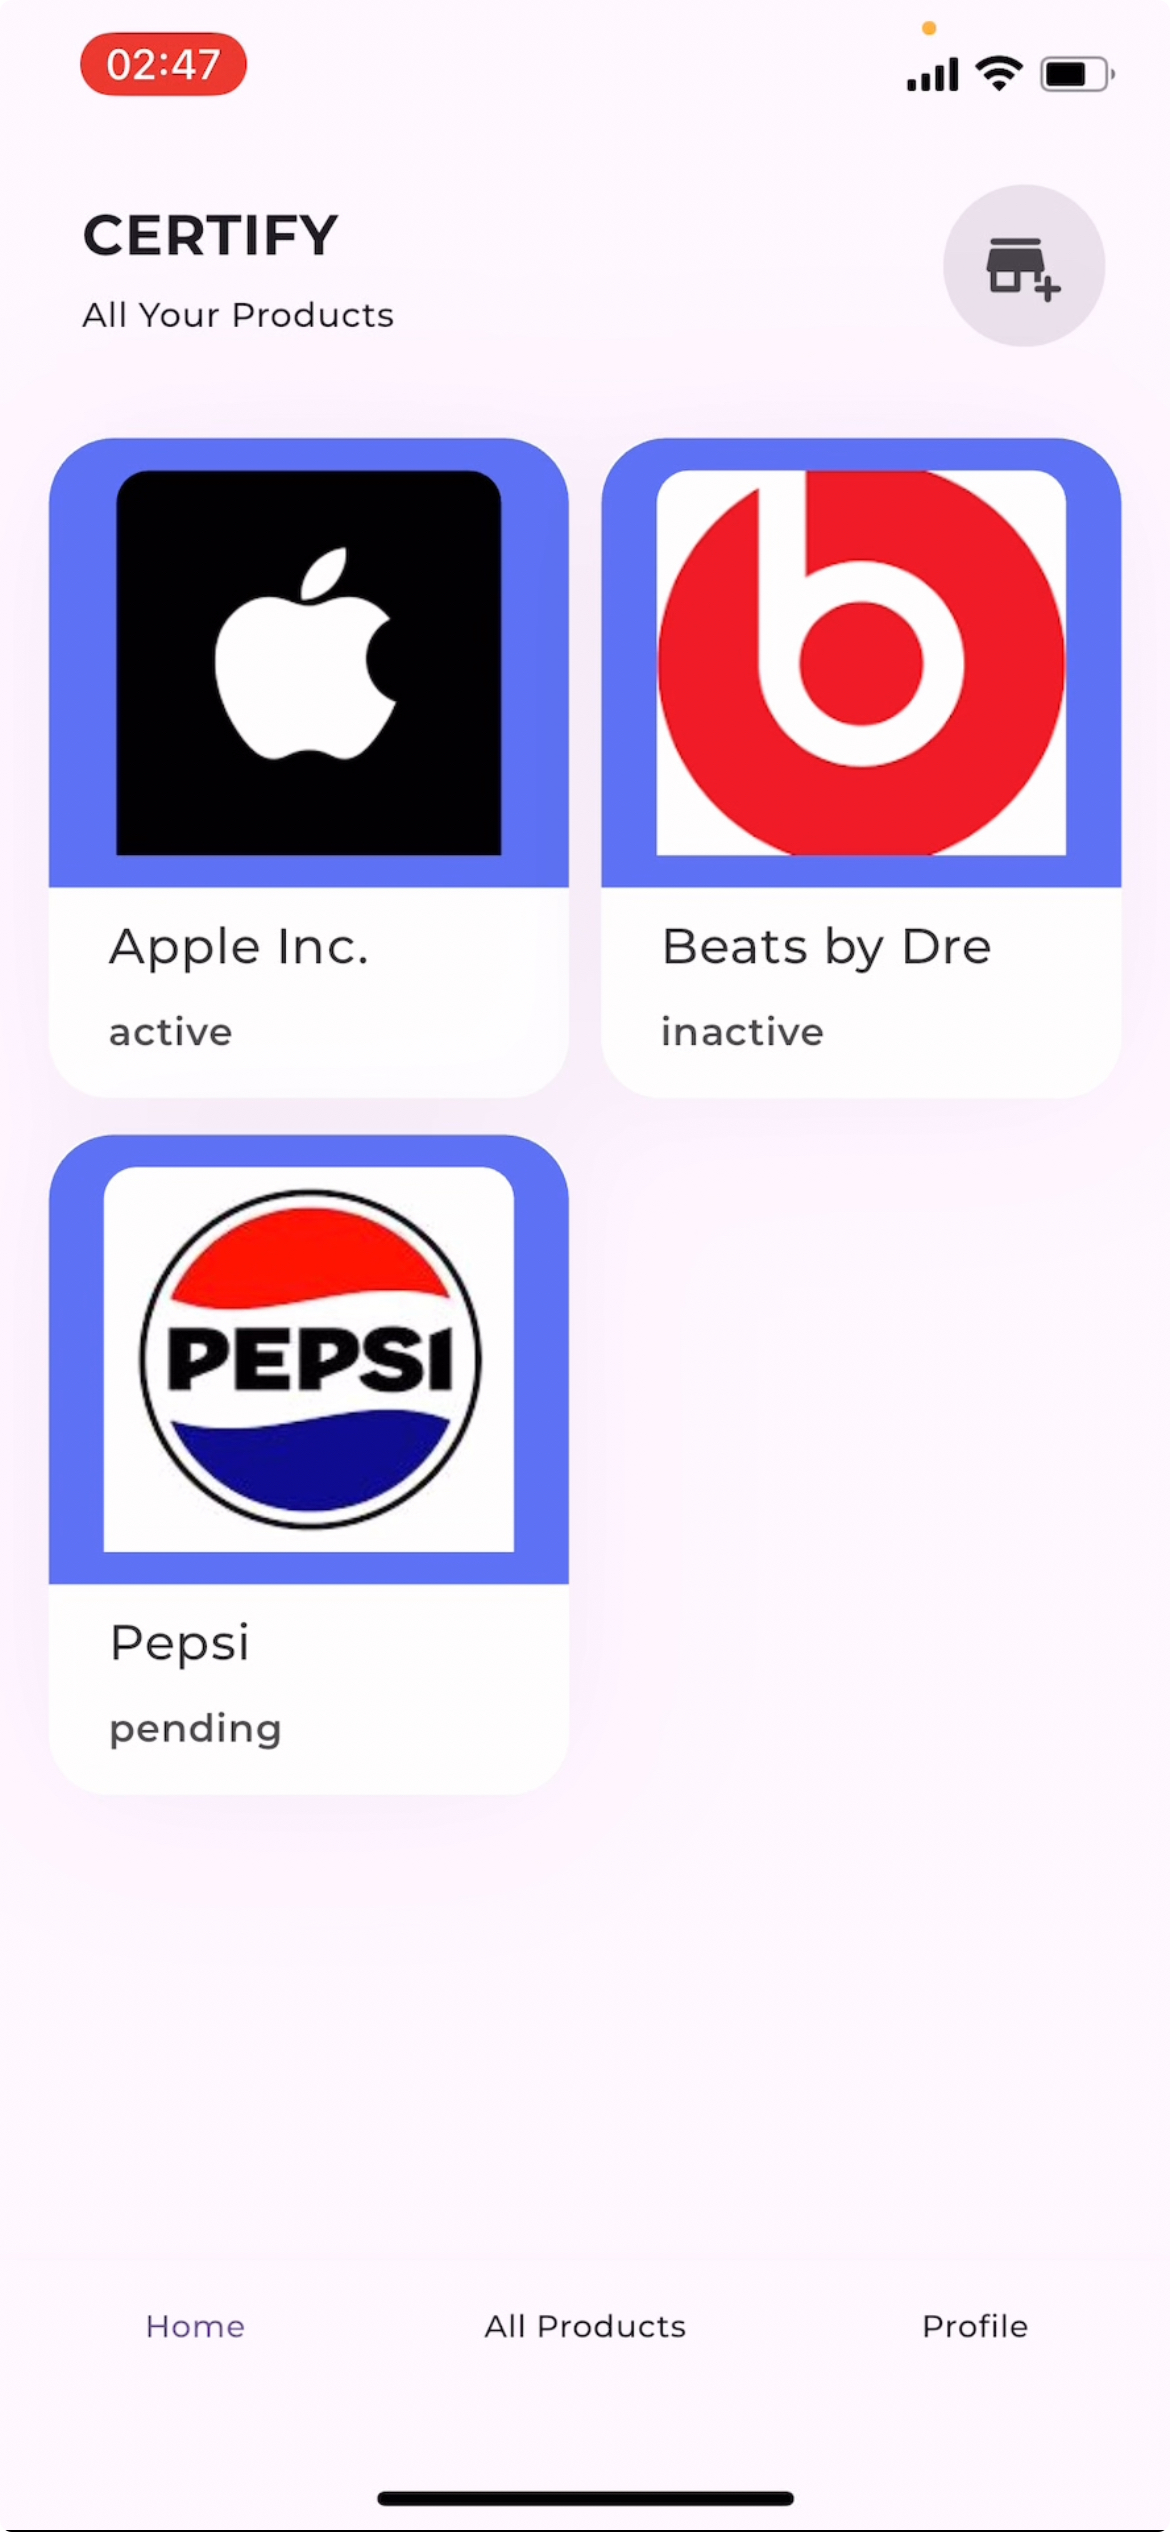 02:47
CERTIFY
All Your Products
Apple Inc.
active
Beats by Dre
inactive
PEPSI
Pepsi
pending
Home
All Products
Profile